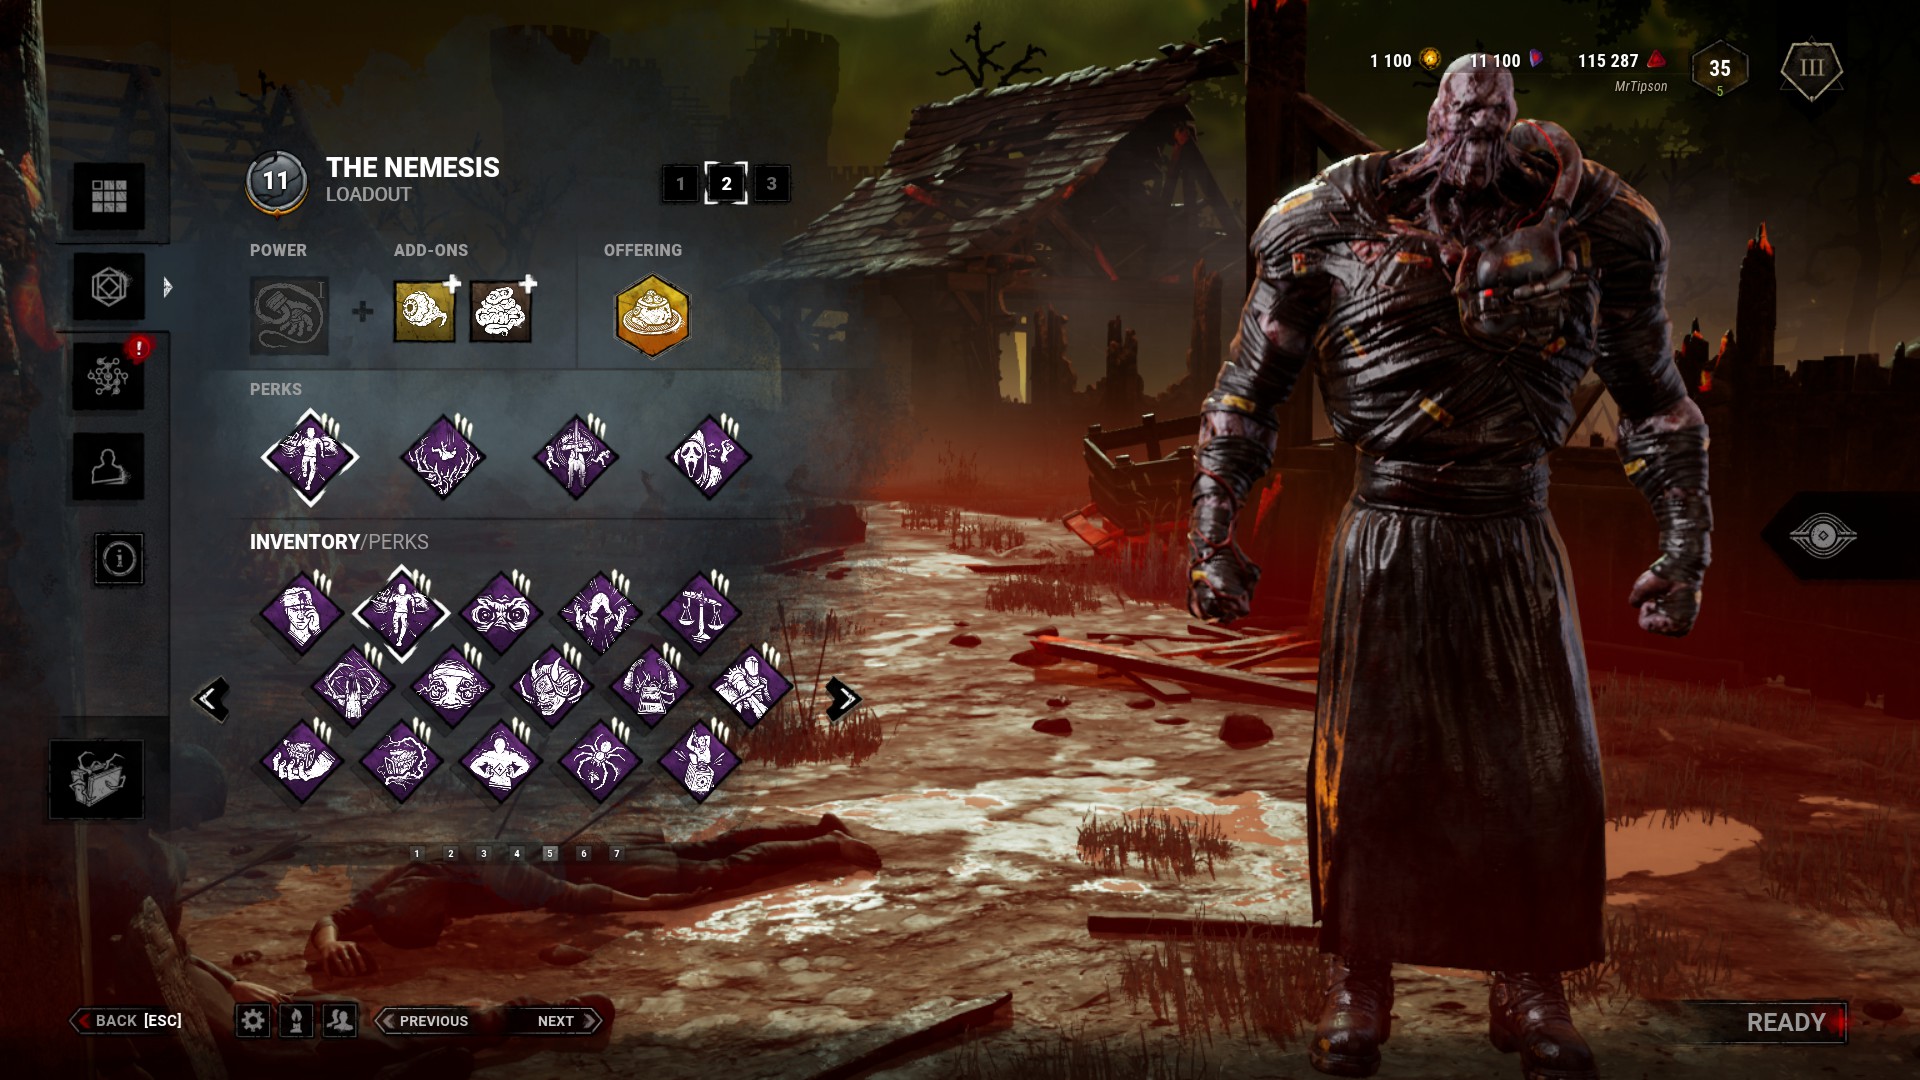 1 100
11 100
115 287
MrTipson
35
5
III
11
THE NEMESIS
LOADOUT
1
2
3
POWER
ADD-ONS
OFFERING
I
PERKS
INVENTORY/PERKS
1
2
3
4
5
6
7
BACK [ESC]
PREVIOUS
NEXT
READY